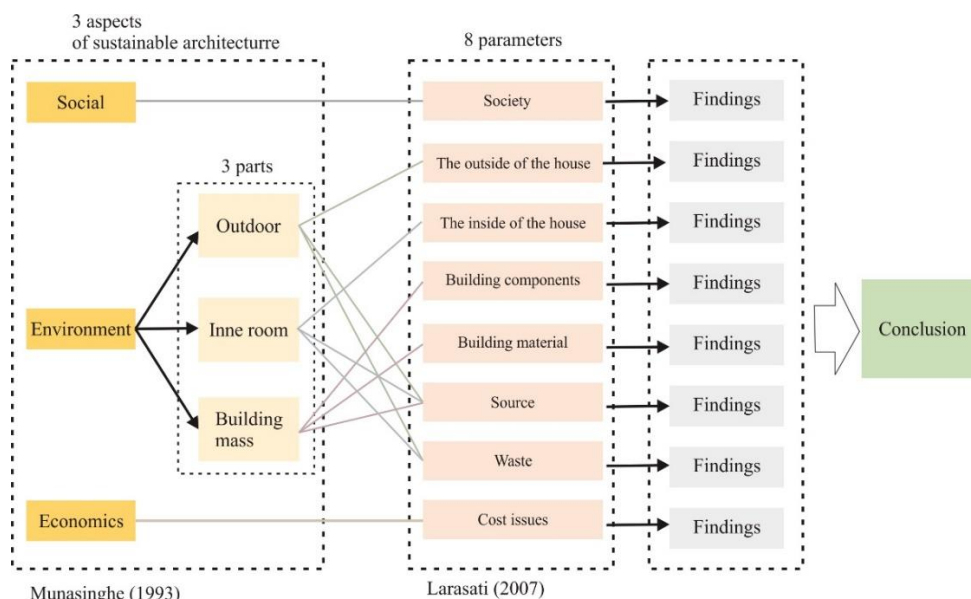 3 aspects
of sustainable architecturre
Social
3 parts
Outdoor
Environment
Inne room
Building
mass
Economics
Munasinghe (1993)
8 parameters
Society
The outside of the house
The inside of the house
Building components
Building material
Source
Waste
Cost issues
Larasati (2007)
Findings
Findings
Findings
Findings
Findings
Findings
Findings
Findings
Conclusion